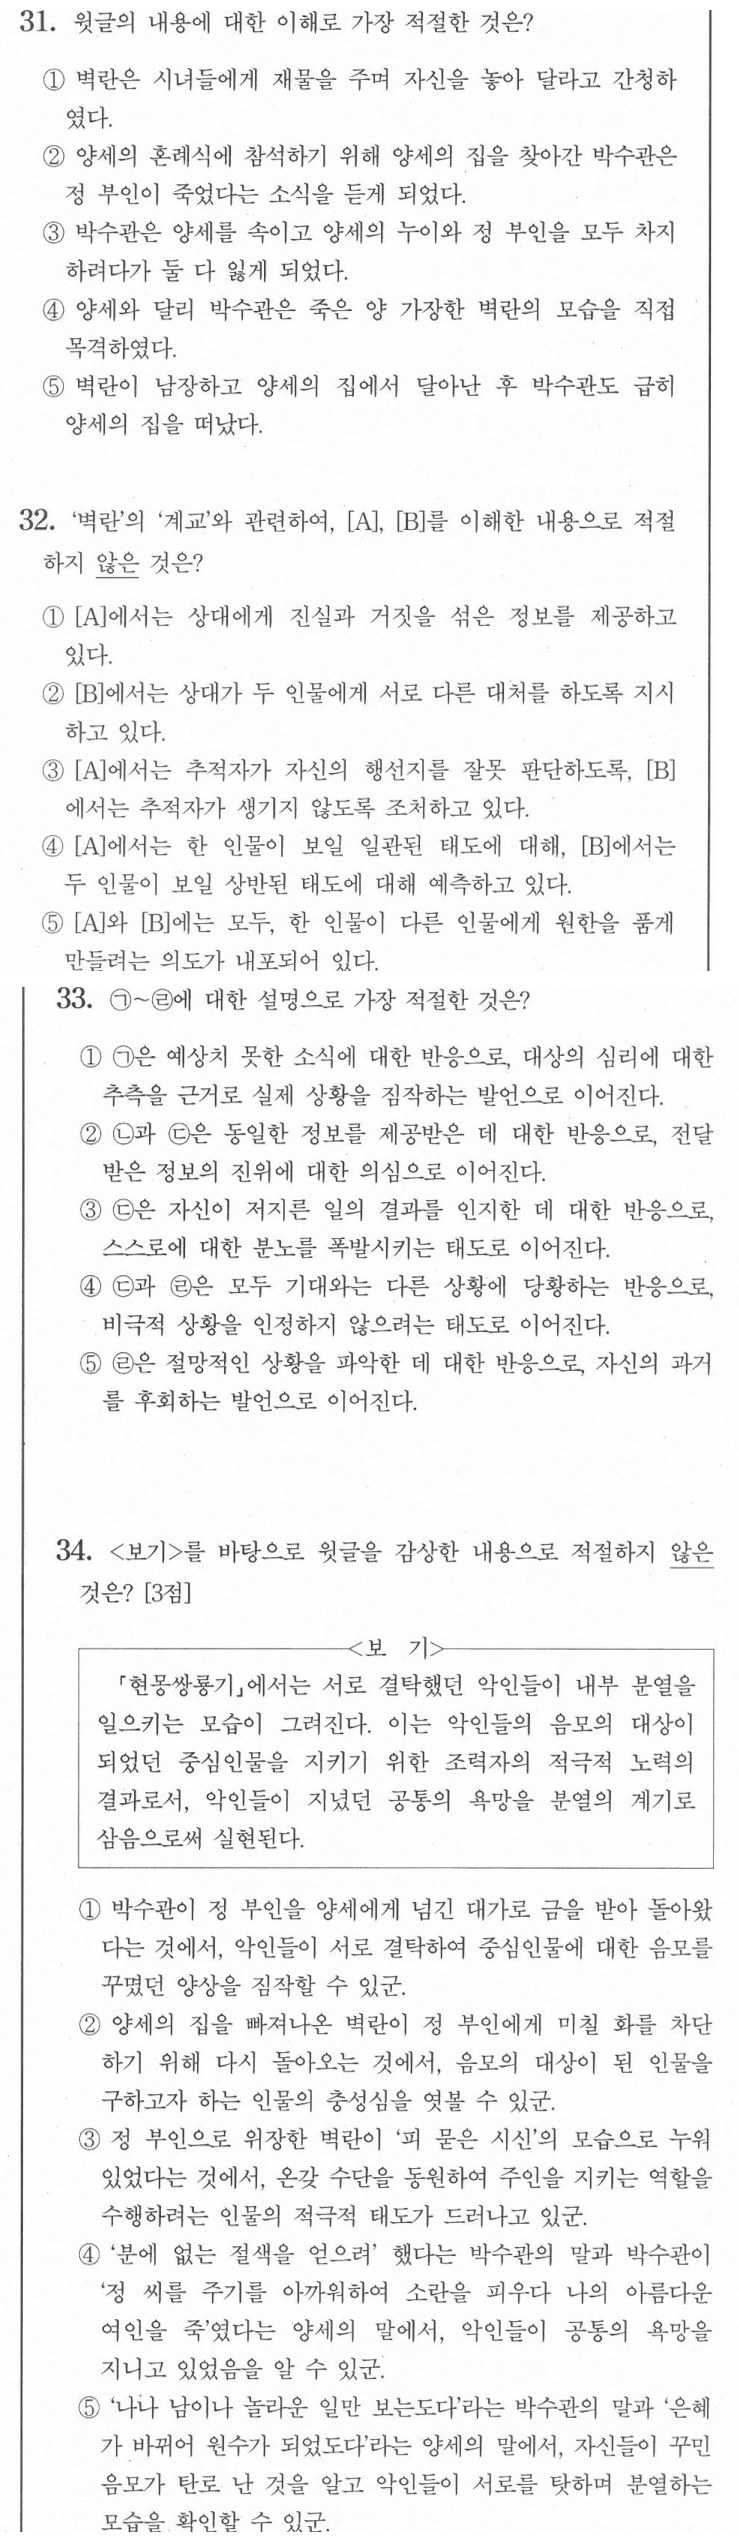 31. 윗글의 내용에 대한 이해로 가장 적절한 것은?
① 벽란은 시녀들에게 재물을 주며 자신을 놓아 달라고 간청하
였다.
② 양세의 혼례식에 참석하기 위해 양세의 집을 찾아간 박수관은
정 부인이 죽었다는 소식을 듣게 되었다.
③ 박수관은 양세를 속이고 양세의 누이와 정 부인을 모두 차지
하려다가 둘 다 잃게 되었다.
④ 양세와 달리 박수관은 죽은 양 가장한 벽란의 모습을 직접
목격하였다.
⑤ 벽란이 남장하고 양세의 집에서 달아난 후 박수관도 급히
양세의 집을 떠났다.
32. ‘벽란’의 ‘계교’와 관련하여, [A], [B]를 이해한 내용으로 적절
하지 않은 것은?
① [A]에서는 상대에게 진실과 거짓을 섞은 정보를 제공하고
있다.
② [B]에서는 상대가 두 인물에게 서로 다른 대처를 하도록 지시
하고 있다.
③ [A]에서는 추적자가 자신의 행선지를 잘못 판단하도록, [B]
에서는 추적자가 생기지 않도록 조처하고 있다.
④ [A]에서는 한 인물이 보일 일관된 태도에 대해, [B]에서는
두 인물이 보일 상반된 태도에 대해 예측하고 있다.
⑤ [A]와 [B]에는 모두, 한 인물이 다른 인물에게 원한을 품게
만들려는 의도가 내포되어 있다.
33. ㉠~㉣에 대한 설명으로 가장 적절한 것은?
① ㉠은 예상치 못한 소식에 대한 반응으로, 대상의 심리에 대한
추측을 근거로 실제 상황을 짐작하는 발언으로 이어진다.
② ㉡과 ㉢은 동일한 정보를 제공받은 데 대한 반응으로, 전달
받은 정보의 진위에 대한 의심으로 이어진다.
③ ㉢은 자신이 저지른 일의 결과를 인지한 데 대한 반응으로,
스스로에 대한 분노를 폭발시키는 태도로 이어진다.
④ ㉢과 ㉣은 모두 기대와는 다른 상황에 당황하는 반응으로,
비극적 상황을 인정하지 않으려는 태도로 이어진다.
⑤ ㉣은 절망적인 상황을 파악한 데 대한 반응으로, 자신의 과거
를 후회하는 발언으로 이어진다.
34. <보기>를 바탕으로 윗글을 감상한 내용으로 적절하지 않은
것은? [3점]
<보 기>
「현몽쌍룡기」에서는 서로 결탁했던 악인들이 내부 분열을
일으키는 모습이 그려진다. 이는 악인들의 음모의 대상이
되었던 중심인물을 지키기 위한 조력자의 적극적 노력의
결과로서, 악인들이 지녔던 공통의 욕망을 분열의 계기로
삼음으로써 실현된다.
① 박수관이 정 부인을 양세에게 넘긴 대가로 금을 받아 돌아왔
다는 것에서, 악인들이 서로 결탁하여 중심인물에 대한 음모를
꾸몄던 양상을 짐작할 수 있군.
② 양세의 집을 빠져나온 벽란이 정 부인에게 미칠 화를 차단
하기 위해 다시 돌아오는 것에서, 음모의 대상이 된 인물을
구하고자 하는 인물의 충성심을 엿볼 수 있군.
③ 정 부인으로 위장한 벽란이 ‘피 묻은 시신’의 모습으로 누워
있었다는 것에서, 온갖 수단을 동원하여 주인을 지키는 역할을
수행하려는 인물의 적극적 태도가 드러나고 있군.
④ ‘분에 없는 절색을 얻으려’ 했다는 박수관의 말과 박수관이
‘정 씨를 주기를 아까워하여 소란을 피우다 나의 아름다운
여인을 죽’였다는 양세의 말에서, 악인들이 공통의 욕망을
지니고 있었음을 알 수 있군.
⑤ ‘나나 남이나 놀라운 일만 보는도다’라는 박수관의 말과 ‘은혜
가 바뀌어 원수가 되었도다’라는 양세의 말에서, 자신들이 꾸민
음모가 탄로 난 것을 알고 악인들이 서로를 탓하며 분열하는
모습을 확인할 수 있군.